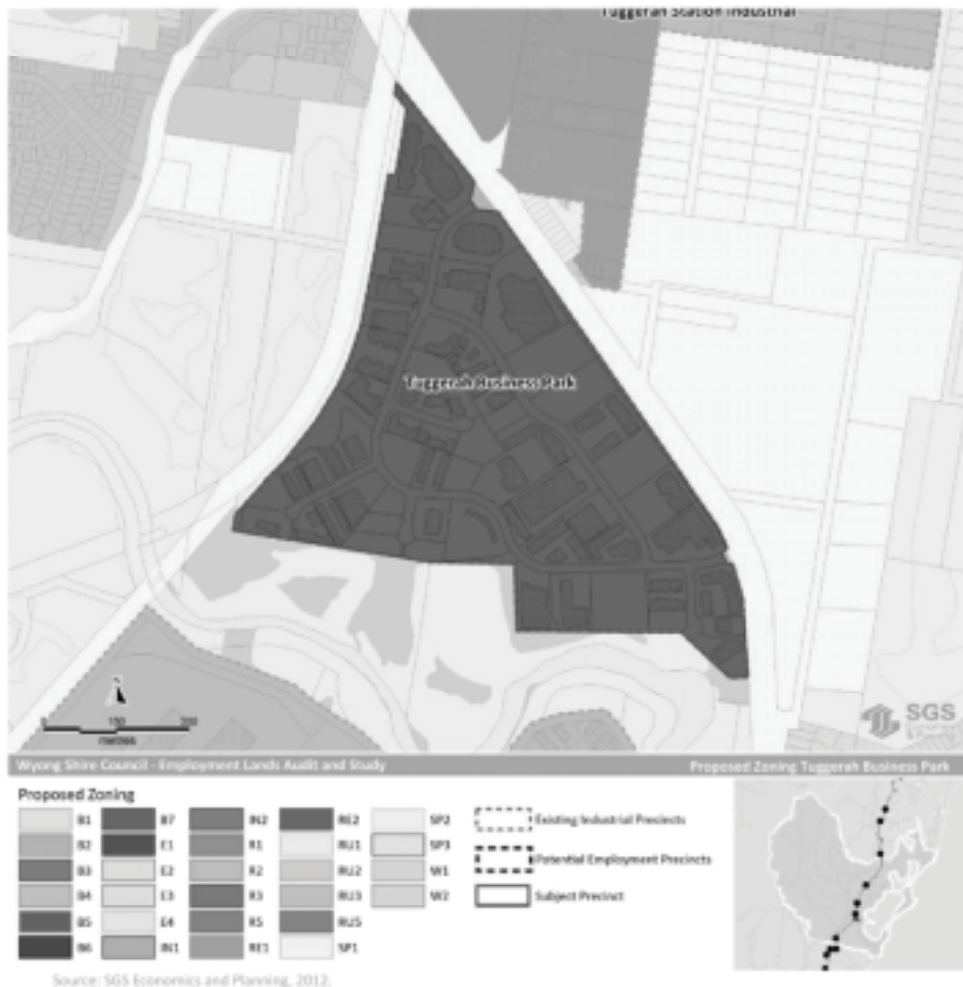 Tuggerah Station Industrial
Tuggerah Business Park
0 150 300
metres
SGS
Wyong Shire Council - Employment Lands Audit and Study
Proposed Zoning Tuggerah Business Park
Proposed Zoning
B1 B7 IN2 RE2 SP2
B2 E1 R1 RU1 SP3
B3 E2 R2 RU2 W1
B4 E3 R3 RU3 W2
B5 E4 R5 RU5
B6 IN1 RE1 SP1
Existing Industrial Precincts
Potential Employment Precincts
Subject Precinct
Source: SGS Economics and Planning, 2012.